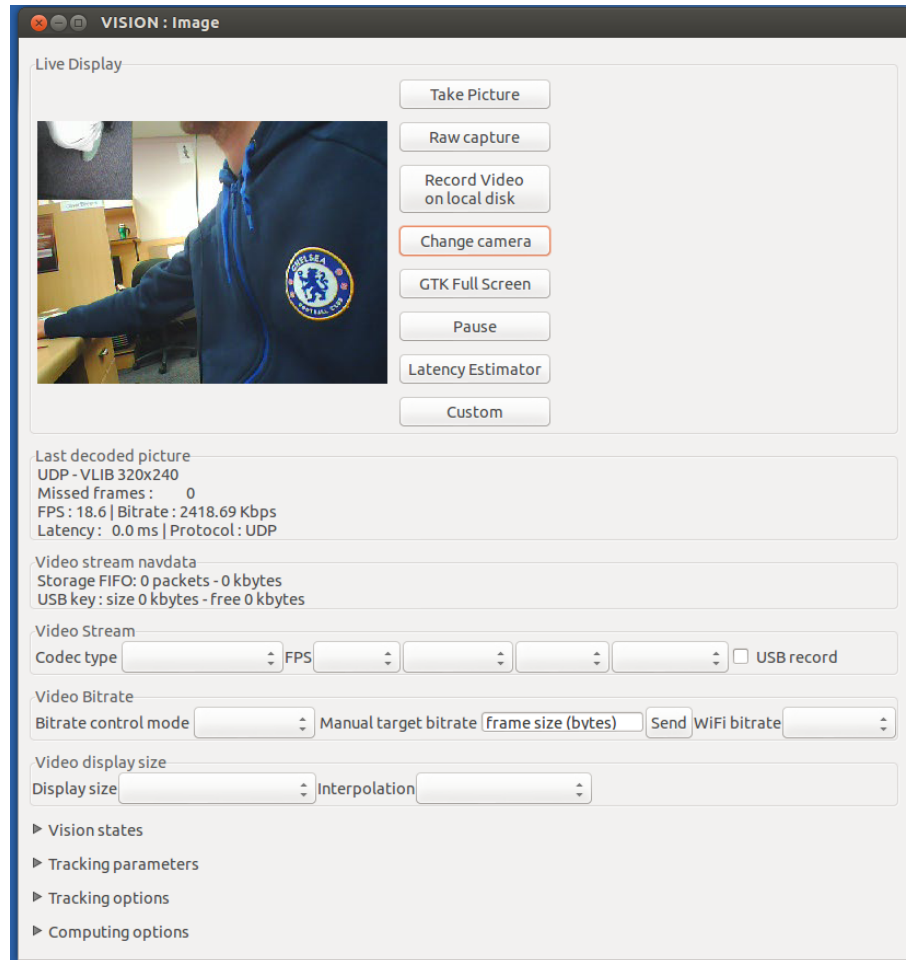 VISION : Image
Live Display
Take Picture
Raw capture
Record Video
on local disk
Change camera
GTK Full Screen
Pause
Latency Estimator
Custom
CHELSEA
FOOTBALL CLUB
Last decoded picture
UDP - VLIB 320x240
Missed frames : 0
FPS : 18.6 | Bitrate : 2418.69 Kbps
Latency : 0.0 ms | Protocol : UDP
Video stream navdata
Storage FIFO: 0 packets - 0 kbytes
USB key : size 0 kbytes - free 0 kbytes
Video Stream
Codec type FPS USB record
Video Bitrate
Bitrate control mode Manual target bitrate frame size (bytes) Send WiFi bitrate
Video display size
Display size Interpolation
Vision states
Tracking parameters
Tracking options
Computing options